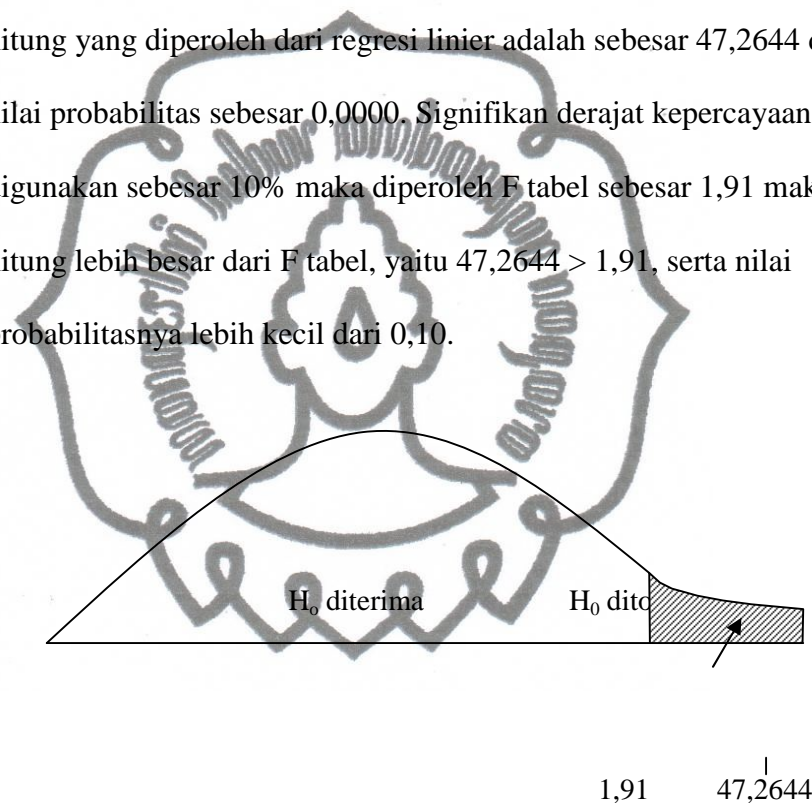 itung yang diperoleh dari regresi linier adalah sebesar 47,2644
ilai probabilitas sebesar 0,0000. Signifikan derajat kepercayaan
igunakan sebesar 10% maka diperoleh F tabel sebesar 1,91 mak
itung lebih besar dari F tabel, yaitu 47,2644 > 1,91, serta nilai
robabilitasnya lebih kecil dari 0,10.
Ho diterima H0 dito
1,91 47,2644